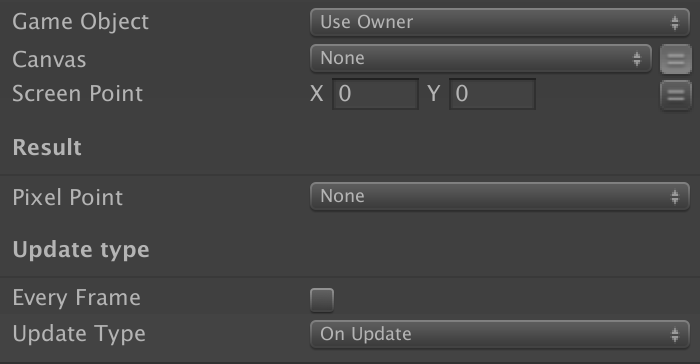 Game Object Use Owner
Canvas None
Screen Point X 0 Y 0
Result
Pixel Point None
Update type
Every Frame
Update Type On Update